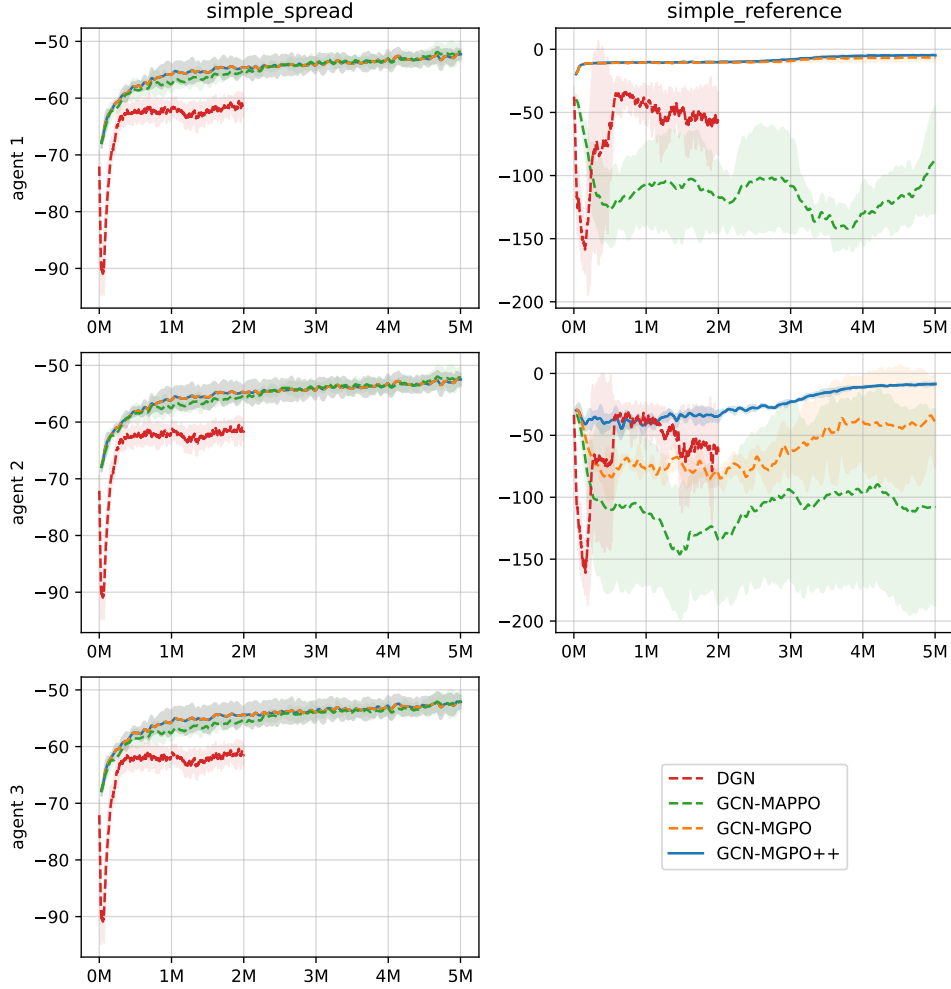 simple_spread
simple_reference
agent 1
−50
−60
−70
−80
−90
0M 1M 2M 3M 4M 5M
0
−50
−100
−150
−200
0M 1M 2M 3M 4M 5M
agent 2
−50
−60
−70
−80
−90
0M 1M 2M 3M 4M 5M
0
−50
−100
−150
−200
0M 1M 2M 3M 4M 5M
agent 3
−50
−60
−70
−80
−90
0M 1M 2M 3M 4M 5M
DGN
GCN-MAPPO
GCN-MGPO
GCN-MGPO++